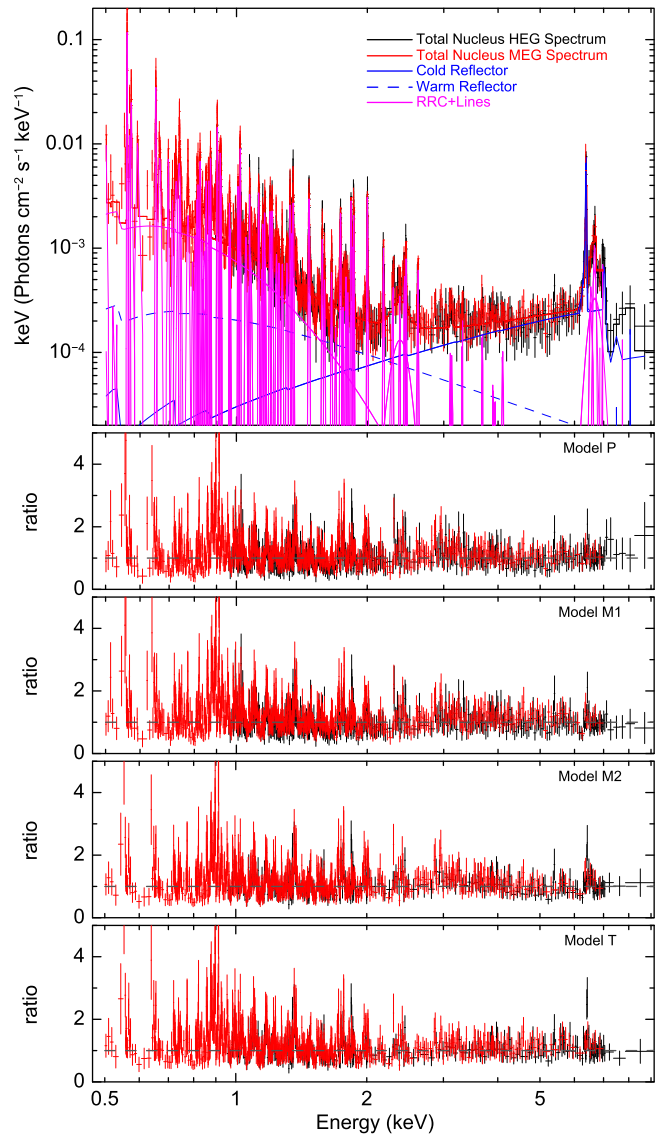 0.1
0.01
10⁻³
10⁻⁴
keV (Photons cm⁻² s⁻¹ keV⁻¹)
Total Nucleus HEG Spectrum
Total Nucleus MEG Spectrum
Cold Reflector
Warm Reflector
RRC+Lines
Model P
4
2
0
ratio
Model M1
4
2
0
ratio
Model M2
4
2
0
ratio
Model T
4
2
0
ratio
0.5 1 2 5
Energy (keV)